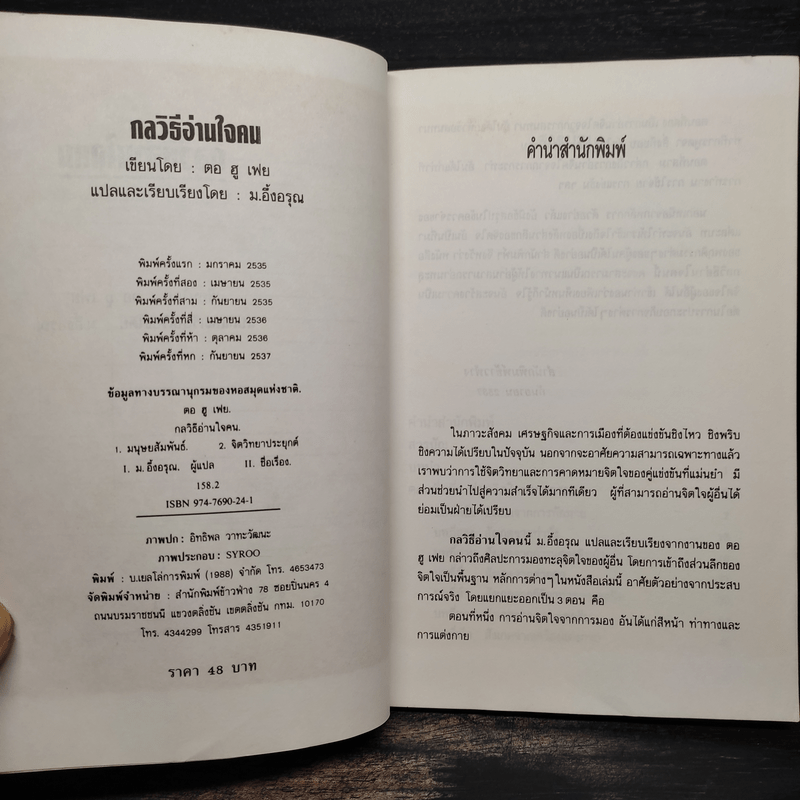 กลวิธีอ่านใจคน
เขียนโดย : ตอ ฮู เฟย
แปลและเรียบเรียงโดย : ม.อึ้งอรุณ
พิมพ์ครั้งแรก : มกราคม 2535
พิมพ์ครั้งที่สอง : เมษายน 2535
พิมพ์ครั้งที่สาม : กันยายน 2535
พิมพ์ครั้งที่สี่ : เมษายน 2536
พิมพ์ครั้งที่ห้า : ตุลาคม 2536
พิมพ์ครั้งที่หก : กันยายน 2537
ข้อมูลทางบรรณานุกรมของหอสมุดแห่งชาติ.
ตอ ฮู เฟย.
กลวิธีอ่านใจคน.
1. มนุษยสัมพันธ์. 2. จิตวิทยาประยุกต์
I. ม.อึ้งอรุณ, ผู้แปล II. ชื่อเรื่อง.
158.2
ISBN 974-7690-24-1
ภาพปก : อิทธิพล วาทะวัฒนะ
ภาพประกอบ : SYROO
พิมพ์ : บ.เยลโล่การพิมพ์ (1988) จำกัด โทร. 4653473
จัดพิมพ์จำหน่าย : สำนักพิมพ์ข้าวฟ่าง 78 ซอยปิ่นนคร 4
ถนนบรมราชชนนี แขวงตลิ่งชัน เขตตลิ่งชัน กทม. 10170
โทร. 4344299 โทรสาร 4351911
ราคา 48 บาท
คำนำสำนักพิมพ์
ในภาวะสังคม เศรษฐกิจและการเมืองที่ต้องแข่งขันชิงไหว ชิงพริบ
ชิงความได้เปรียบในปัจจุบัน นอกจากจะอาศัยความสามารถเฉพาะทางแล้ว
เราพบว่าการใช้จิตวิทยาและการคาดหมายจิตใจของคู่แข่งขันที่แม่นยำ มี
ส่วนช่วยนำไปสู่ความสำเร็จได้มากทีเดียว ผู้ที่สามารถอ่านจิตใจผู้อื่นได้
ย่อมเป็นฝ่ายได้เปรียบ
กลวิธีอ่านใจคนนี้ ม.อึ้งอรุณ แปลและเรียบเรียงจากงานของ ตอ
ฮู เฟย กล่าวถึงศิลปะการมองทะลุจิตใจของผู้อื่น โดยการเข้าถึงส่วนลึกของ
จิตใจเป็นพื้นฐาน หลักการต่างๆ ในหนังสือเล่มนี้ อาศัยตัวอย่างจากประสบ
การณ์จริง โดยแยกแยะออกเป็น 3 ตอน คือ
ตอนที่หนึ่ง การอ่านจิตใจจากการมอง อันได้แก่สีหน้า ท่าทางและ
การแต่งกาย